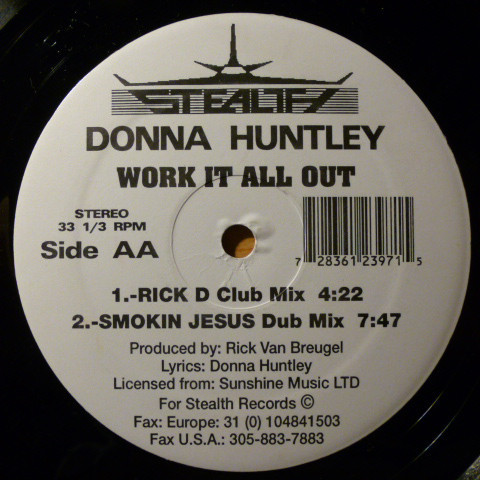 STEALTH
DONNA HUNTLEY
WORK IT ALL OUT
STEREO
33 1/3 RPM
Side AA
7 28361 23971 5
1.-RICK D Club Mix 4:22
2.-SMOKIN JESUS Dub Mix 7:47
Produced by: Rick Van Breugel
Lyrics: Donna Huntley
Licensed from: Sunshine Music LTD
For Stealth Records ©
Fax: Europe: 31 (0) 104841503
Fax U.S.A.: 305-883-7883